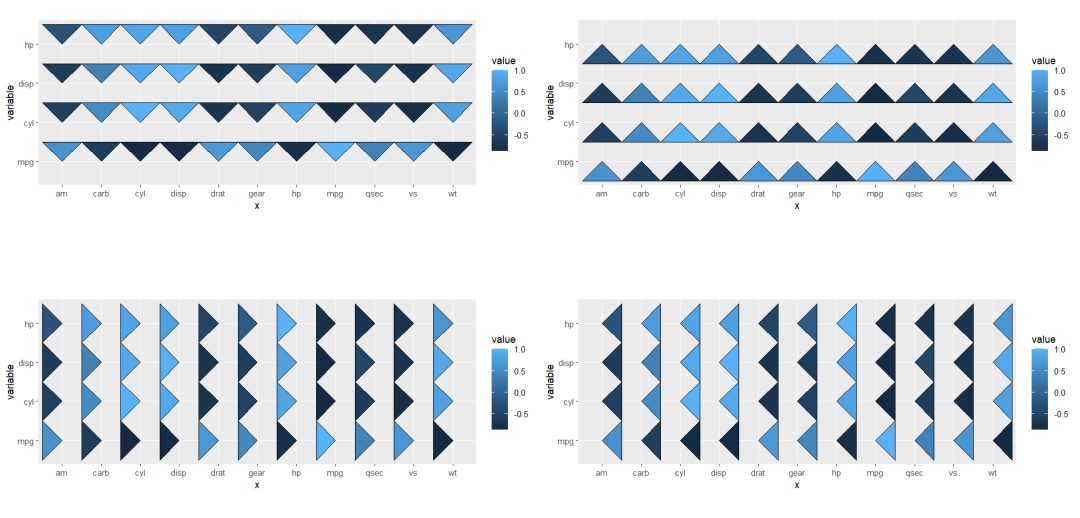 value
1.0
0.5
0.0
-0.5
variable
hp
disp
cyl
mpg
am carb cyl disp drat gear hp mpg qsec vs wt
x
value
1.0
0.5
0.0
-0.5
variable
hp
disp
cyl
mpg
am carb cyl disp drat gear hp mpg qsec vs wt
x
value
1.0
0.5
0.0
-0.5
variable
hp
disp
cyl
mpg
am carb cyl disp drat gear hp mpg qsec vs wt
x
value
1.0
0.5
0.0
-0.5
variable
hp
disp
cyl
mpg
am carb cyl disp drat gear hp mpg qsec vs wt
x